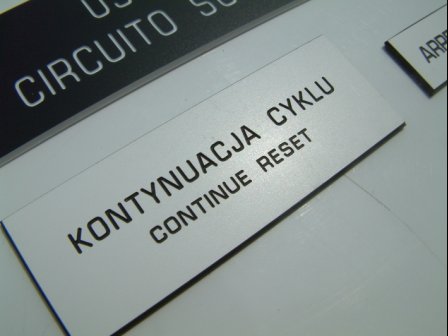 CIRCUITO
KONTYNUACJA CYKLU
CONTINUE RESET